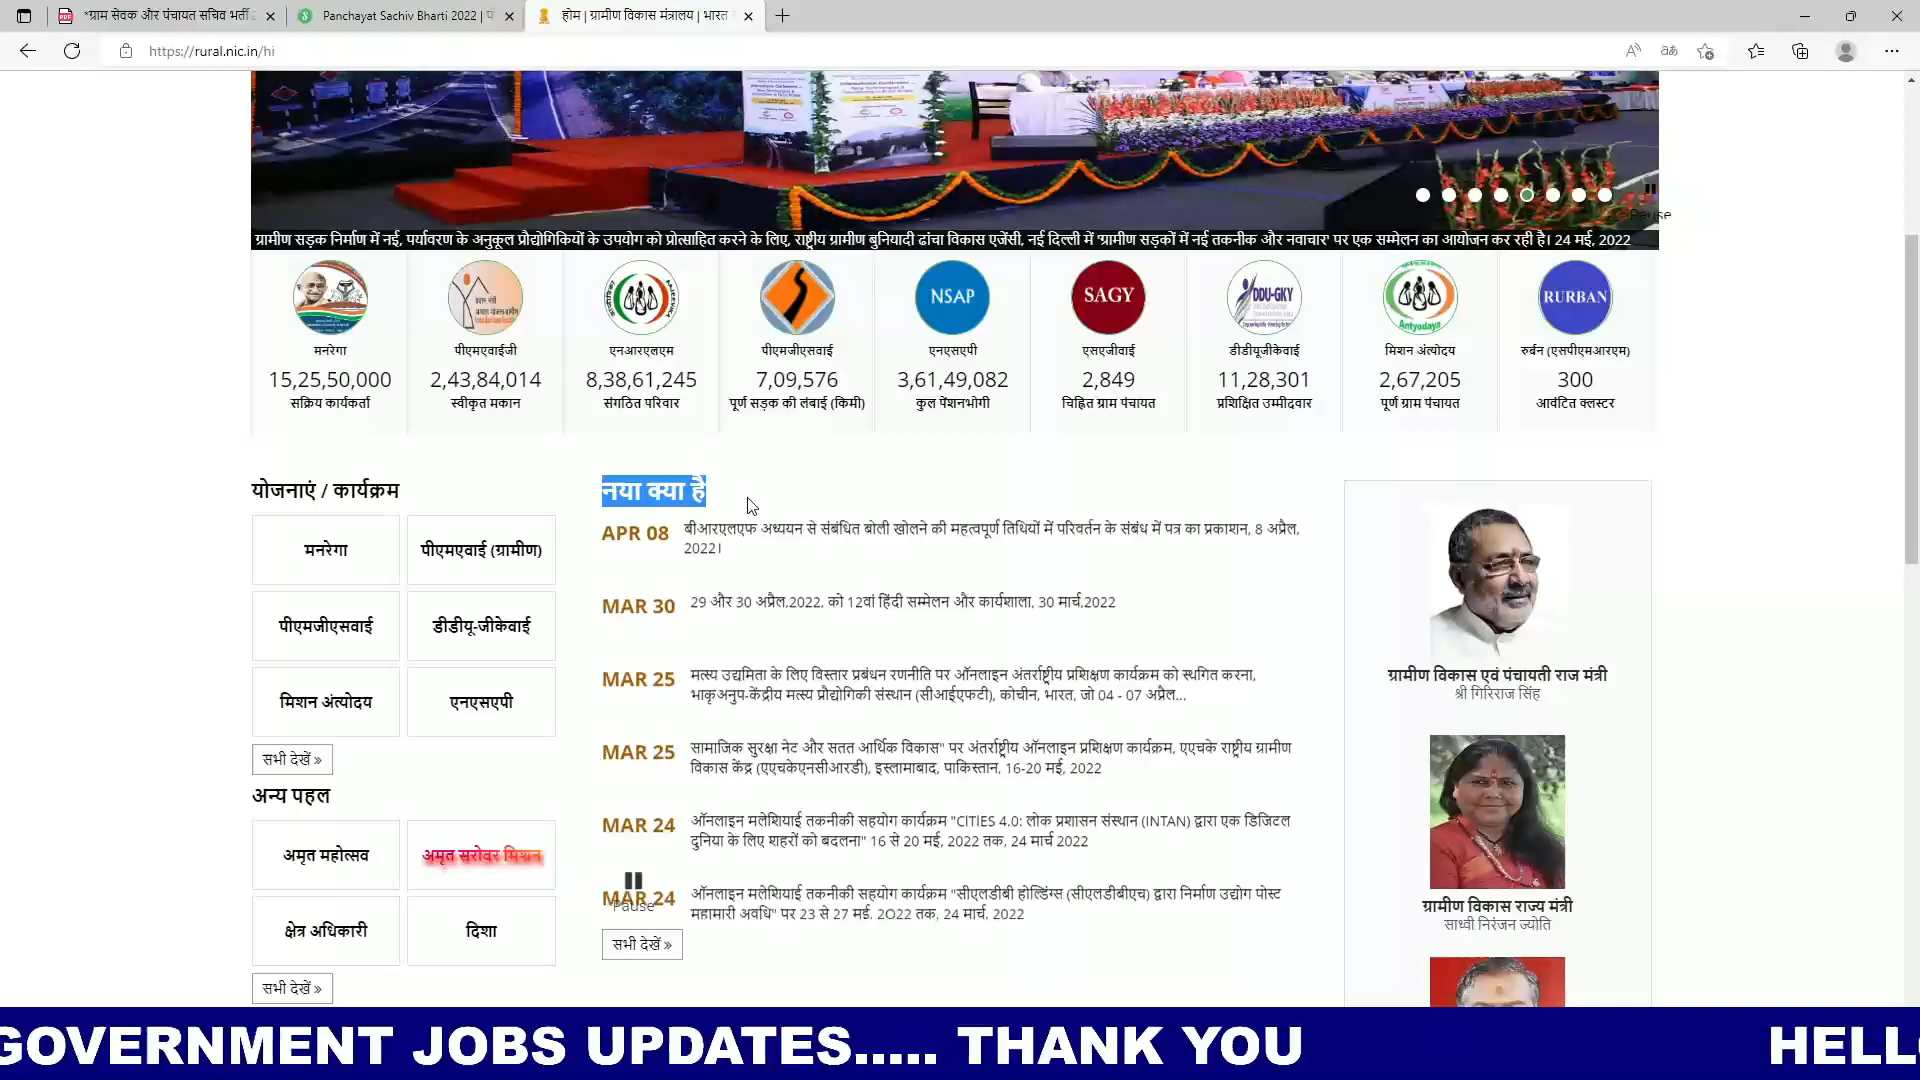 *ग्राम सेवक और पंचायत सचिव भर्ती
Panchayat Sachiv Bharti 2022 | प
होम | ग्रामीण विकास मंत्रालय | भारत
https://rural.nic.in/hi
Pause
ग्रामीण सड़क निर्माण में नई, पर्यावरण के अनुकूल प्रौद्योगिकियों के उपयोग को प्रोत्साहित करने के लिए, राष्ट्रीय ग्रामीण बुनियादी ढांचा विकास एजेंसी, नई दिल्ली में 'ग्रामीण सड़कों में नई तकनीक और नवाचार' पर एक सम्मेलन का आयोजन कर रही है। 24 मई, 2022
NSAP
SAGY
DDU-GKY
Antyodaya
RURBAN
मनरेगा
पीएमएवाईजी
एनआरएलएम
पीएमजीएसवाई
एनएसएपी
एसएजीवाई
डीडीयूजीकेवाई
मिशन अंत्योदय
रुर्बन (एसपीएमआरएम)
15,25,50,000
2,43,84,014
8,38,61,245
7,09,576
3,61,49,082
2,849
11,28,301
2,67,205
300
सक्रिय कार्यकर्ता
स्वीकृत मकान
संगठित परिवार
पूर्ण सड़क की लंबाई (किमी)
कुल पेंशनभोगी
चिह्नित ग्राम पंचायत
प्रशिक्षित उम्मीदवार
पूर्ण ग्राम पंचायत
आवंटित क्लस्टर
योजनाएं / कार्यक्रम
मनरेगा
पीएमएवाई (ग्रामीण)
पीएमजीएसवाई
डीडीयू-जीकेवाई
मिशन अंत्योदय
एनएसएपी
सभी देखें »
अन्य पहल
अमृत महोत्सव
अमृत सरोवर मिशन
क्षेत्र अधिकारी
दिशा
सभी देखें »
नया क्या है
APR 08
बीआरएलएफ अध्ययन से संबंधित बोली खोलने की महत्वपूर्ण तिथियों में परिवर्तन के संबंध में पत्र का प्रकाशन, 8 अप्रैल,
2022।
MAR 30
29 और 30 अप्रैल,2022, को 12वां हिंदी सम्मेलन और कार्यशाला, 30 मार्च,2022
MAR 25
मत्स्य उद्यमिता के लिए विस्तार प्रबंधन रणनीति पर ऑनलाइन अंतर्राष्ट्रीय प्रशिक्षण कार्यक्रम को स्थगित करना,
भाकृअनुप-केंद्रीय मत्स्य प्रौद्योगिकी संस्थान (सीआईएफटी), कोचीन, भारत, जो 04 - 07 अप्रैल...
MAR 25
सामाजिक सुरक्षा नेट और सतत आर्थिक विकास" पर अंतर्राष्ट्रीय ऑनलाइन प्रशिक्षण कार्यक्रम, एएचके राष्ट्रीय ग्रामीण
विकास केंद्र (एएचकेएनसीआरडी), इस्लामाबाद, पाकिस्तान, 16-20 मई, 2022
MAR 24
ऑनलाइन मलेशियाई तकनीकी सहयोग कार्यक्रम "CITIES 4.0: लोक प्रशासन संस्थान (INTAN) द्वारा एक डिजिटल
दुनिया के लिए शहरों को बदलना" 16 से 20 मई, 2022 तक, 24 मार्च 2022
MAR 24
ऑनलाइन मलेशियाई तकनीकी सहयोग कार्यक्रम "सीएलडीबी होल्डिंग्स (सीएलडीबीएच) द्वारा निर्माण उद्योग पोस्ट
महामारी अवधि" पर 23 से 27 मई, 2022 तक, 24 मार्च, 2022
Pause
सभी देखें »
ग्रामीण विकास एवं पंचायती राज मंत्री
श्री गिरिराज सिंह
ग्रामीण विकास राज्य मंत्री
साध्वी निरंजन ज्योति
GOVERNMENT JOBS UPDATES..... THANK YOU
HELL